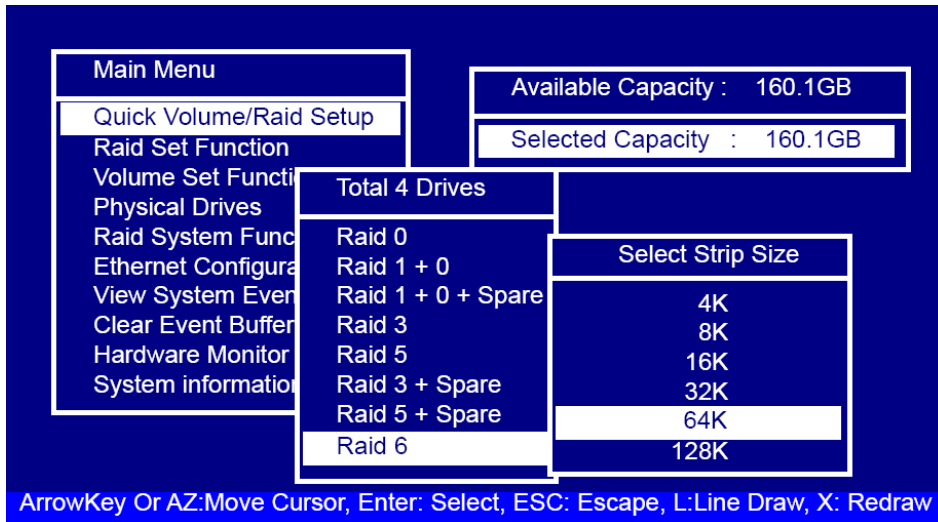 Main Menu
Quick Volume/Raid Setup
Raid Set Function
Volume Set Functi
Physical Drives
Raid System Func
Ethernet Configura
View System Even
Clear Event Buffer
Hardware Monitor
System information
Available Capacity : 160.1GB
Selected Capacity : 160.1GB
Total 4 Drives
Raid 0
Raid 1 + 0
Raid 1 + 0 + Spare
Raid 3
Raid 5
Raid 3 + Spare
Raid 5 + Spare
Raid 6
Select Strip Size
4K
8K
16K
32K
64K
128K
ArrowKey Or AZ:Move Cursor, Enter: Select, ESC: Escape, L:Line Draw, X: Redraw